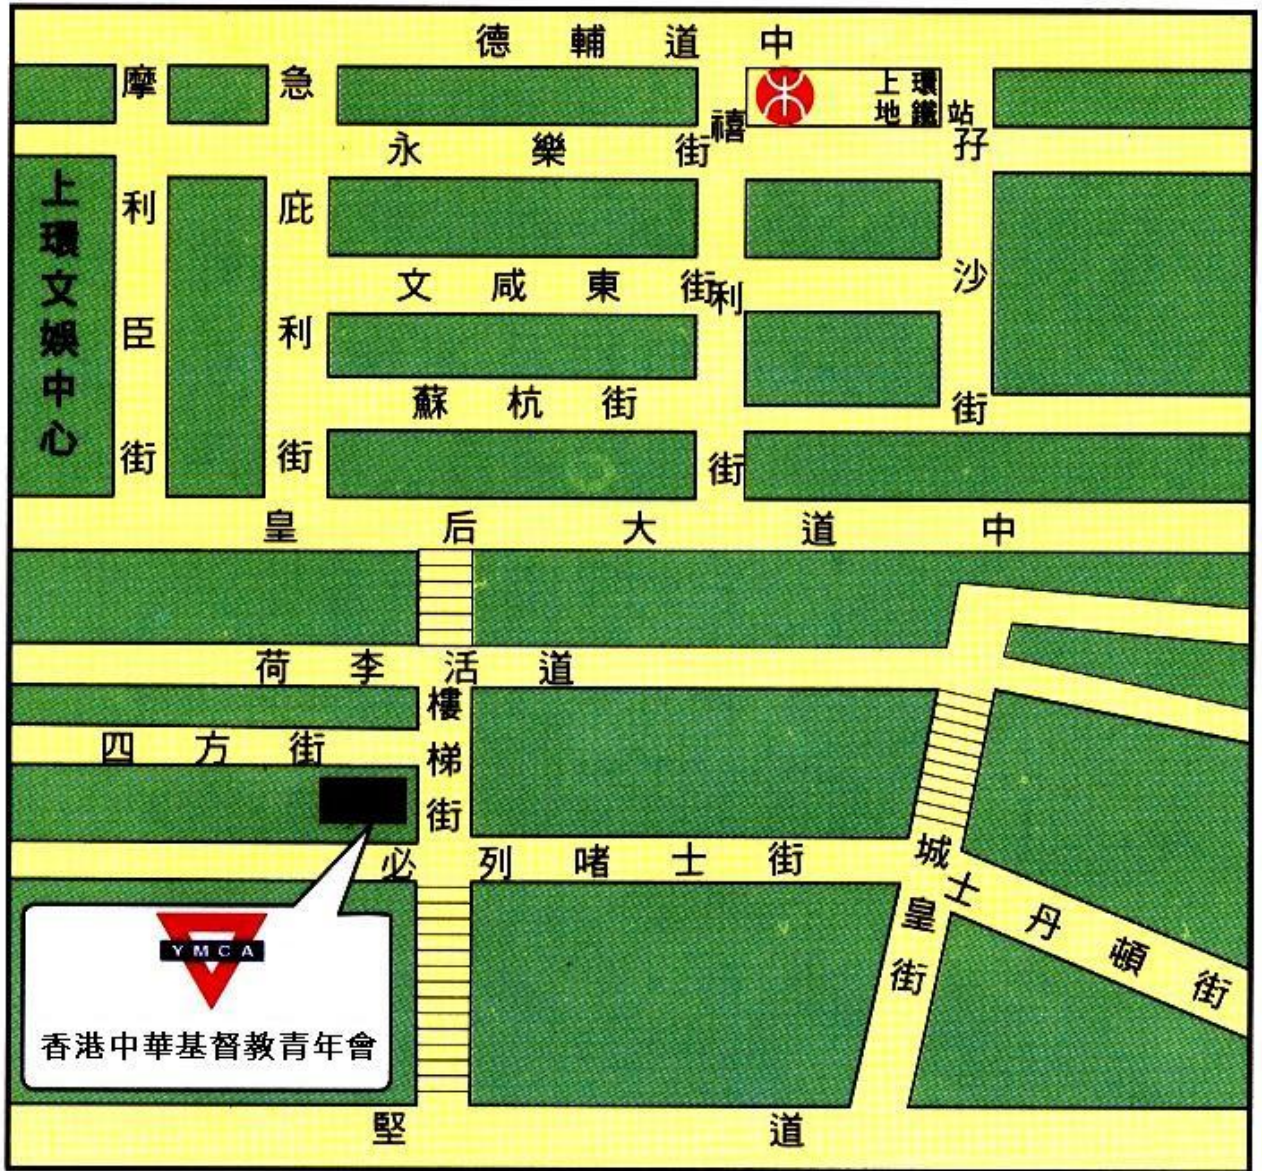 德輔道中
上環
地鐵站
摩利臣街
急庇利街
永樂街
禧利街
孖沙街
上環文娛中心
文咸東街
蘇杭街
皇后大道中
荷李活道
樓梯街
四方街
必列啫士街
城皇街
士丹頓街
YMCA
香港中華基督教青年會
堅道